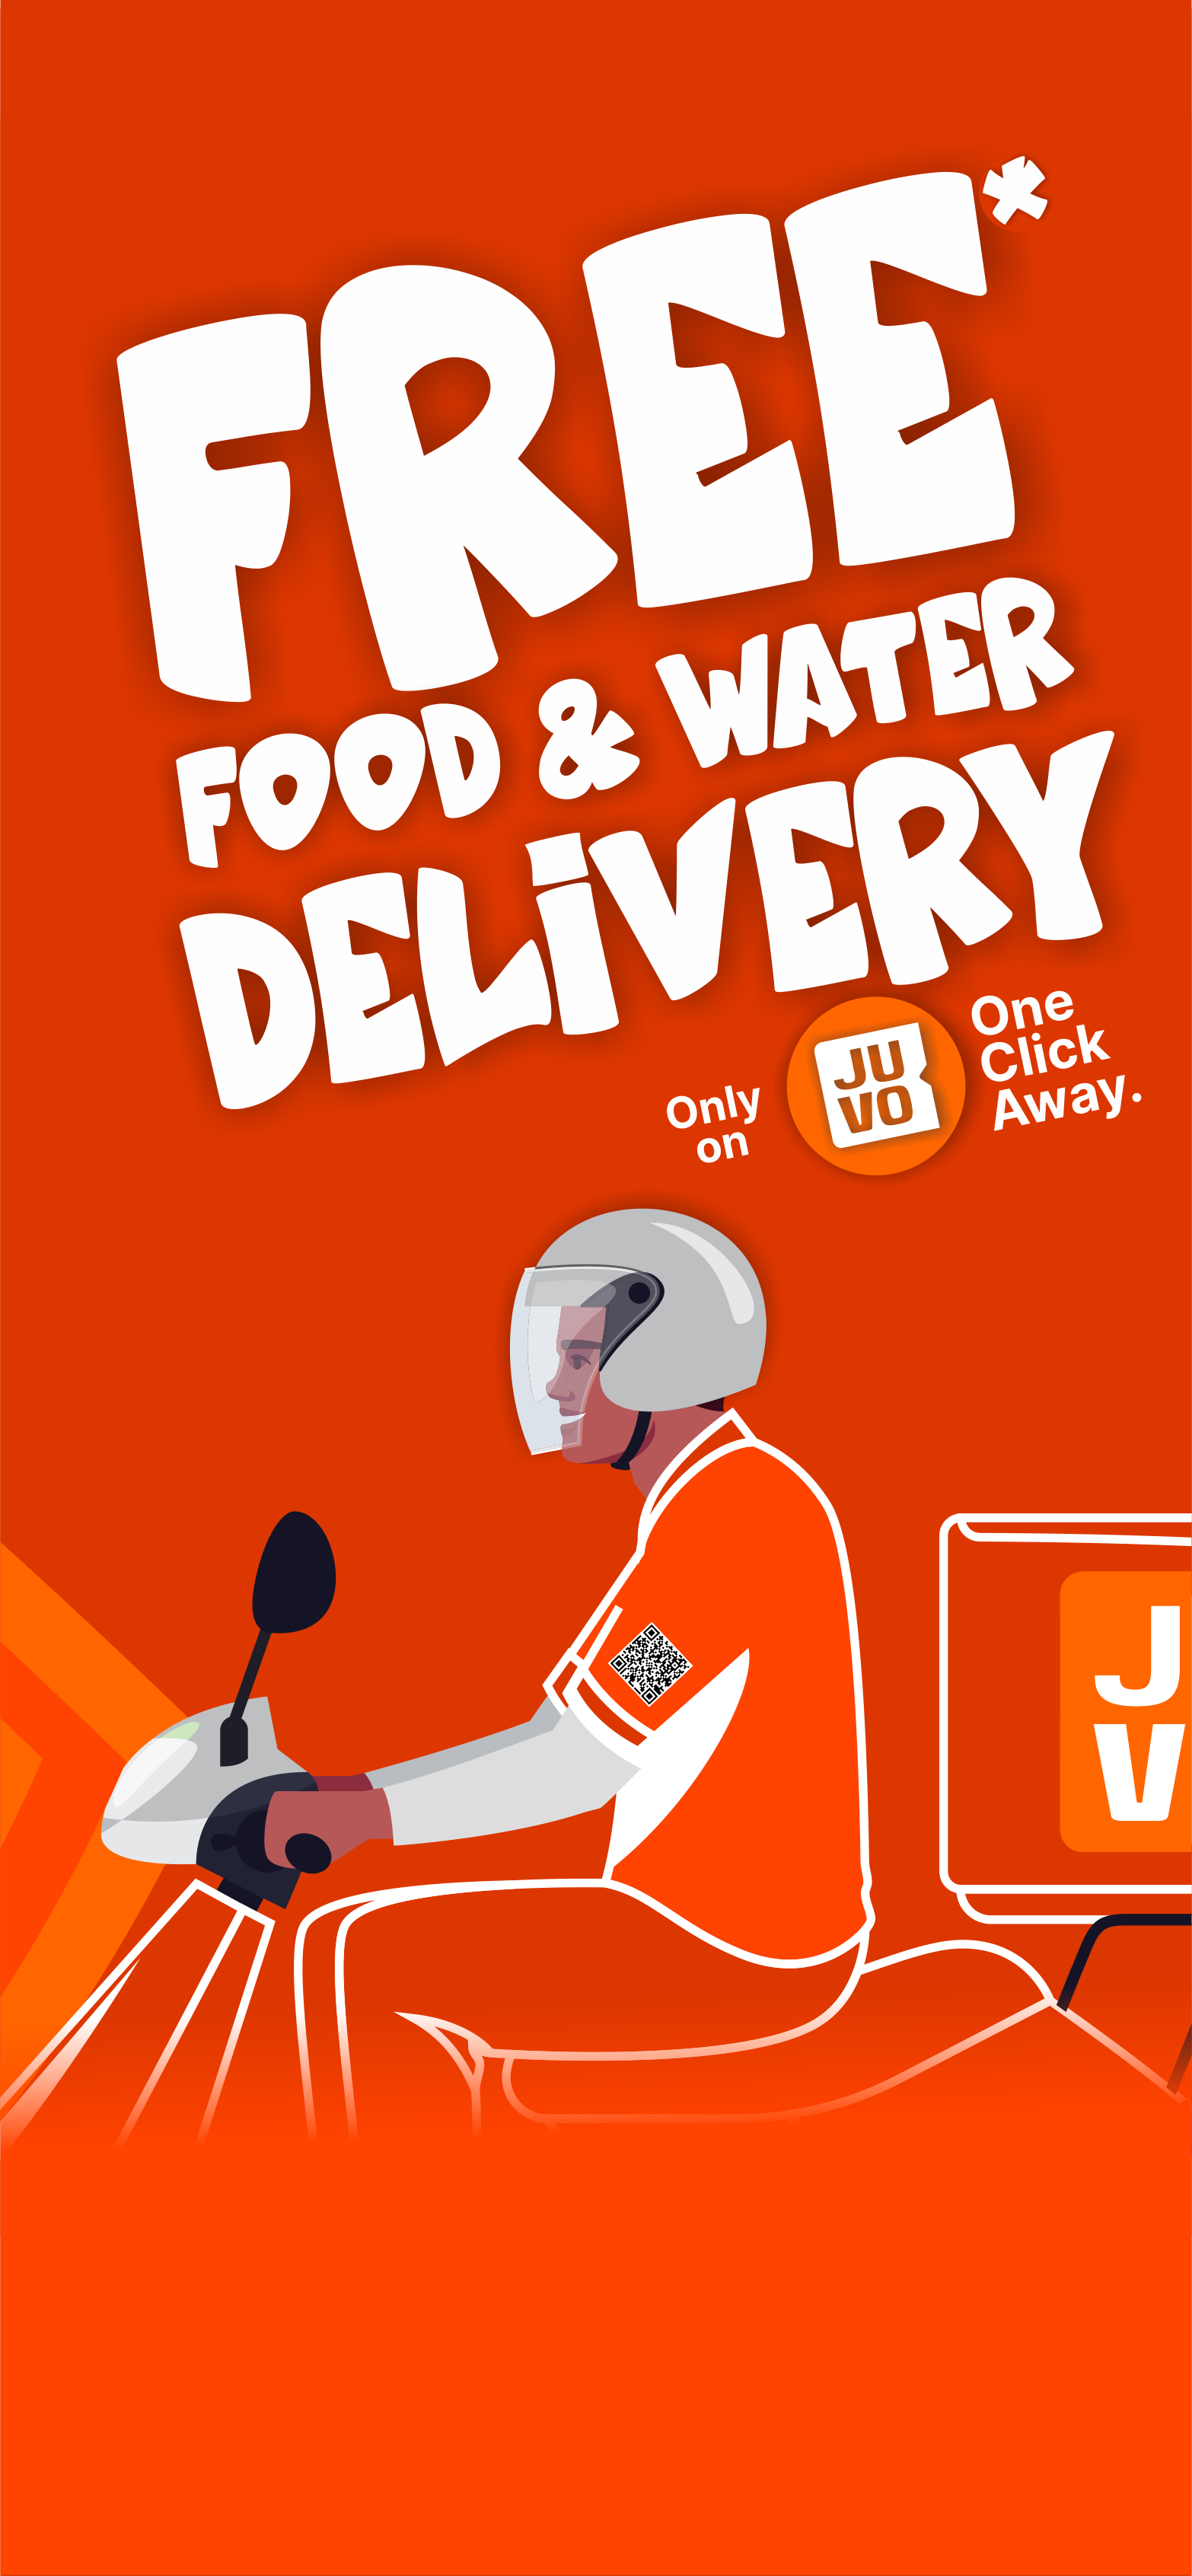 FREE*
FOOD & WATER
DELiVERY
Only
on
JU
VO
One
Click
Away.
J
V